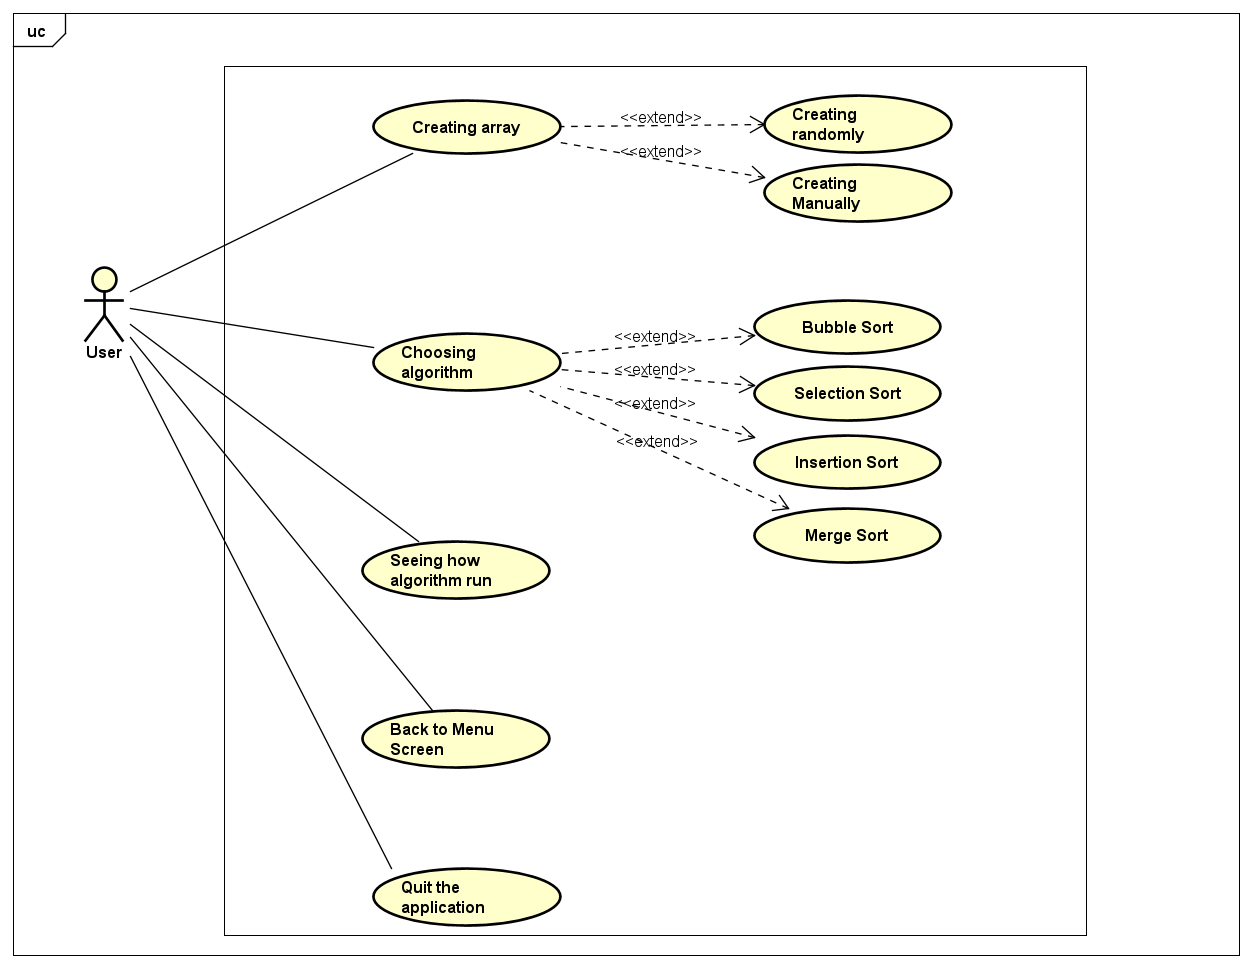 uc
Creating array
<<extend>>
Creating
randomly
<<extend>>
Creating
Manually
User
Choosing
algorithm
<<extend>>
Bubble Sort
<<extend>>
Selection Sort
<<extend>>
Insertion Sort
<<extend>>
Merge Sort
Seeing how
algorithm run
Back to Menu
Screen
Quit the
application